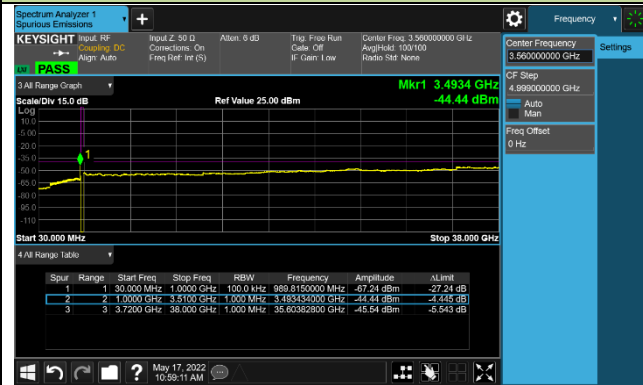 Spectrum Analyzer 1
Spurious Emissions
+
Frequency
KEYSIGHT
Input: RF
Coupling: DC
Align: Auto
Input Z: 50 Ω
Corrections: On
Freq Ref: Int (S)
Atten: 6 dB
Trig: Free Run
Gate: Off
IF Gain: Low
Center Freq: 3.560000000 GHz
Avg|Hold: 100/100
Radio Std: None
LW PASS
Center Frequency
3.560000000 GHz
Settings
CF Step
4.999000000 GHz
Auto
Man
Freq Offset
0 Hz
3 All Range Graph
Mkr1 3.4934 GHz
Scale/Div 15.0 dB
Ref Value 25.00 dBm
-44.44 dBm
Log
10.0
-5.00
20.0
-35.0
-50.0
-65.0
-80.0
95.0
-110
1
Start 30.000 MHz
Stop 38.000 GHz
4 All Range Table
Spur Range Start Freq Stop Freq RBW Frequency Amplitude ΔLimit
1 1 30.000 MHz 1.0000 GHz 100.0 kHz 989.8150000 MHz -67.24 dBm -27.24 dB
2 2 1.0000 GHz 3.5100 GHz 1.000 MHz 3.493434000 GHz -44.44 dBm -4.445 dB
3 3 3.7200 GHz 38.000 GHz 1.000 MHz 35.60382800 GHz -45.54 dBm -5.543 dB
?
May 17, 2022
10:59:11 AM